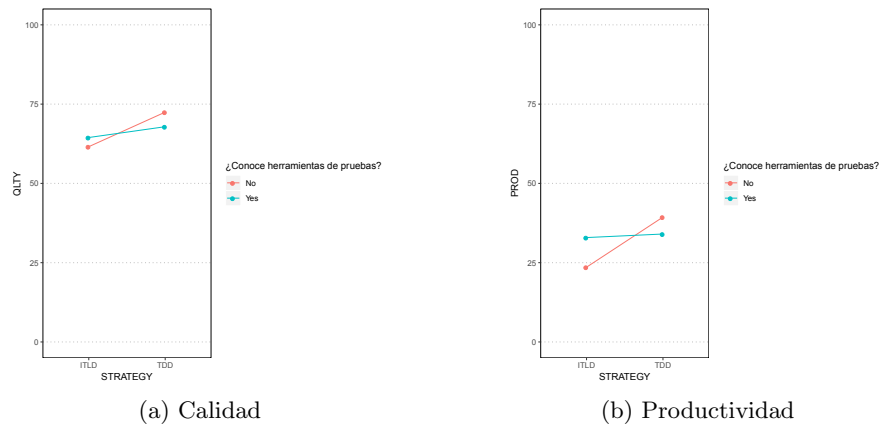 100
75
50
25
0
QLTY
ITLD
TDD
STRATEGY
¿Conoce herramientas de pruebas?
No
Yes
(a) Calidad
100
75
50
25
0
PROD
ITLD
TDD
STRATEGY
¿Conoce herramientas de pruebas?
No
Yes
(b) Productividad